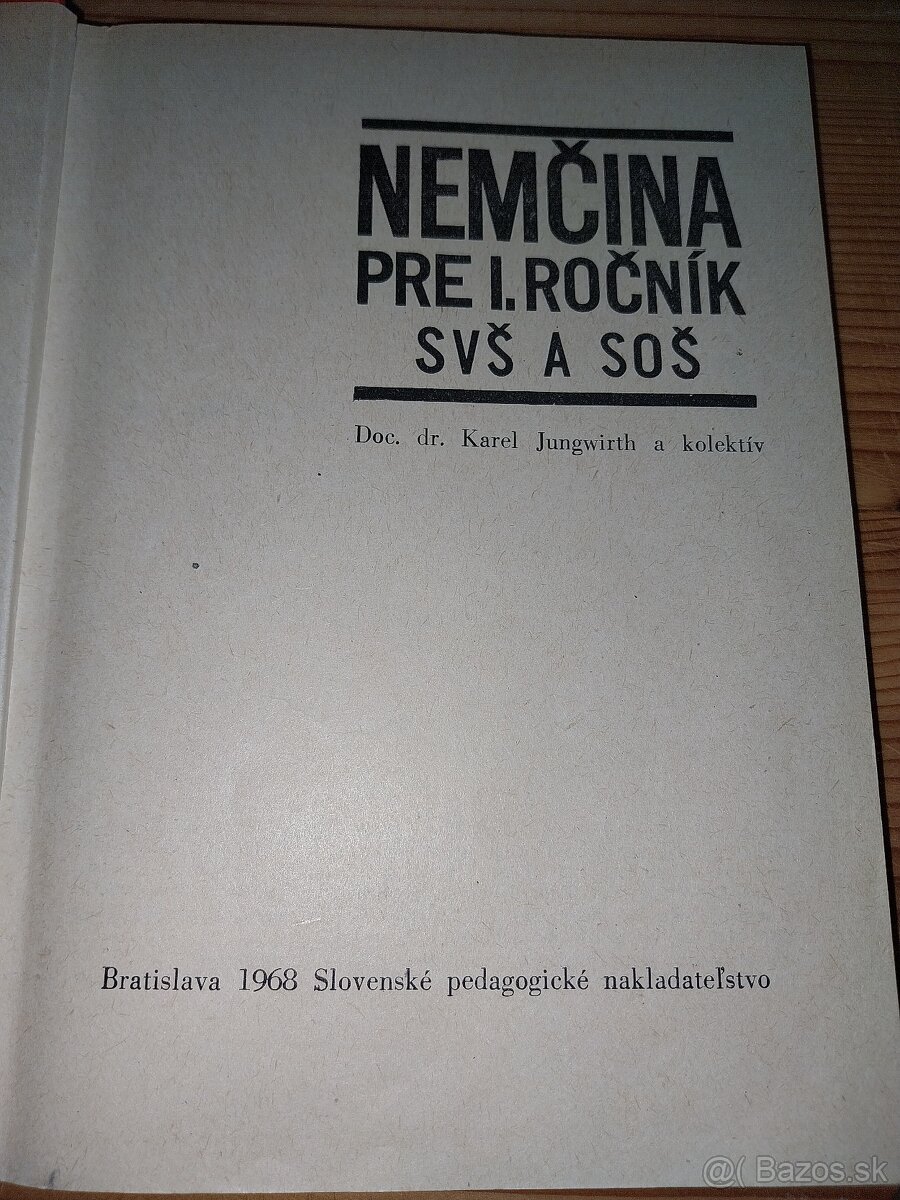 NEMČINA
PRE I. ROČNÍK
SVŠ A SOŠ
Doc. dr. Karel Jungwirth a kolektív
Bratislava 1968 Slovenské pedagogické nakladateľstvo
@( Bazos.sk